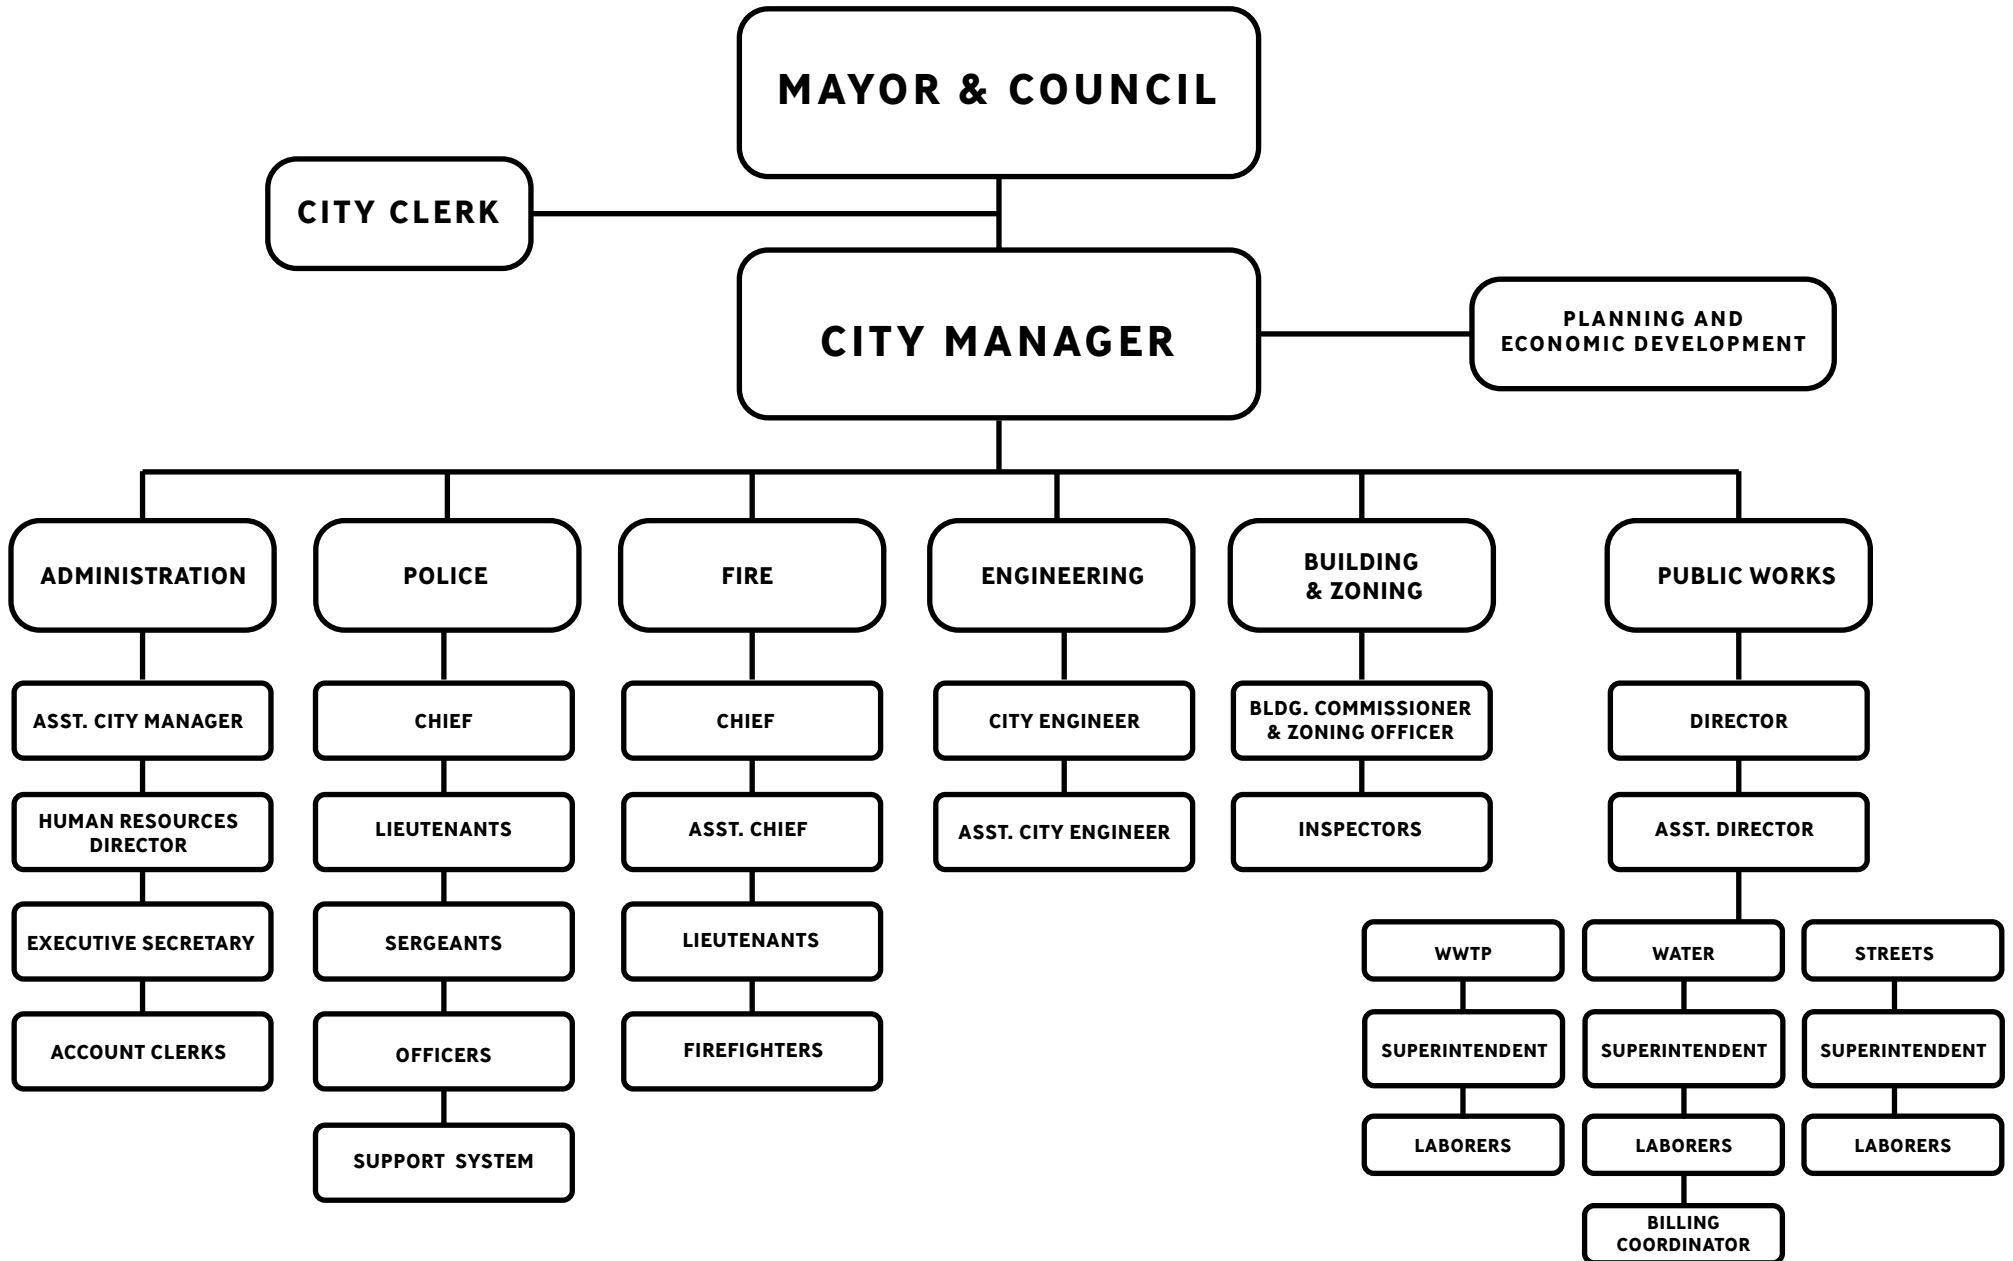 MAYOR & COUNCIL
CITY CLERK
CITY MANAGER
PLANNING AND
ECONOMIC DEVELOPMENT
ADMINISTRATION
POLICE
FIRE
ENGINEERING
BUILDING
& ZONING
PUBLIC WORKS
ASST. CITY MANAGER
CHIEF
CHIEF
CITY ENGINEER
BLDG. COMMISSIONER
& ZONING OFFICER
DIRECTOR
HUMAN RESOURCES
DIRECTOR
LIEUTENANTS
ASST. CHIEF
ASST. CITY ENGINEER
INSPECTORS
ASST. DIRECTOR
EXECUTIVE SECRETARY
SERGEANTS
LIEUTENANTS
WWTP
WATER
STREETS
ACCOUNT CLERKS
OFFICERS
FIREFIGHTERS
SUPERINTENDENT
SUPERINTENDENT
SUPERINTENDENT
SUPPORT SYSTEM
LABORERS
LABORERS
LABORERS
BILLING
COORDINATOR